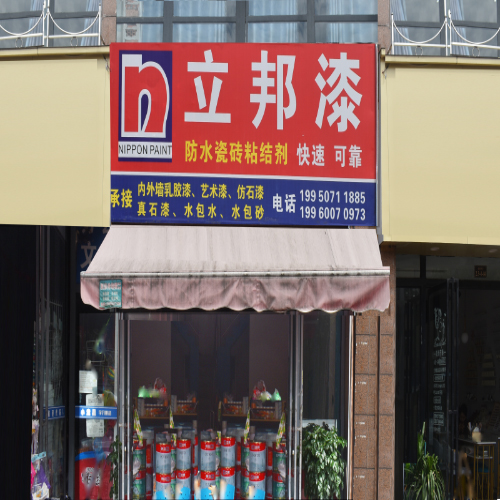 立邦漆
NIPPON PAINT
防水瓷砖粘结剂 快速 可靠
承接 内外墙乳胶漆、艺术漆、仿石漆
真石漆、水包水、水包砂
电话 199 5071 1885
199 6007 0973